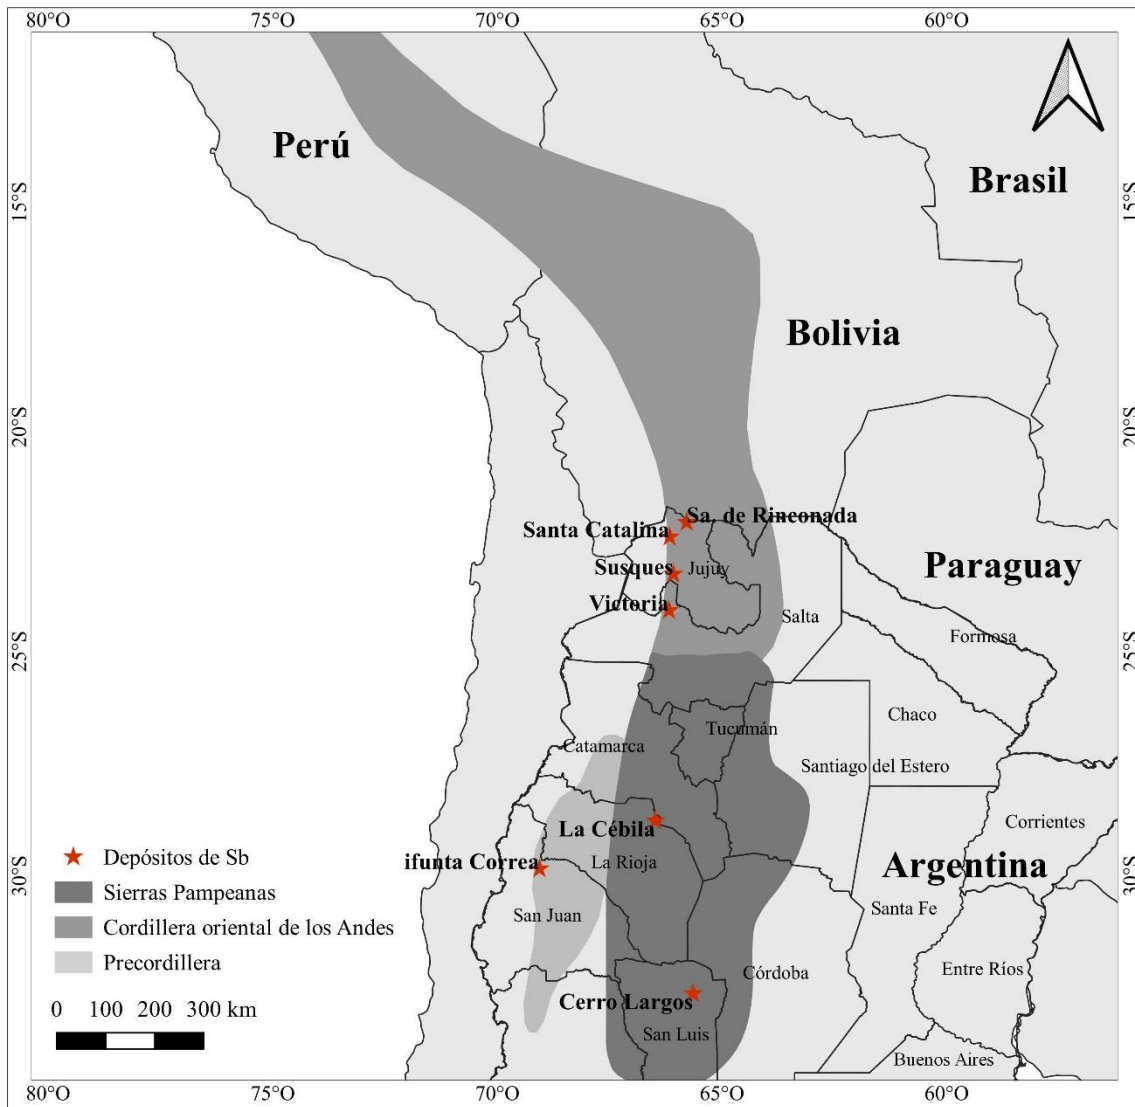 80°O 75°O 70°O 65°O 60°O
Perú
Brasil
15°S 15°S
Bolivia
20°S 20°S
Sa. de Rinconada
Santa Catalina
Susques
Jujuy
Paraguay
Victoria
Salta
Formosa
25°S 25°S
Chaco
Tucumán
Catamarca
Santiago del Estero
Corrientes
La Cébila
La Rioja
Argentina
ifunta Correa
30°S 30°S
Santa Fe
San Juan
Entre Ríos
Córdoba
Cerro Largos
San Luis
Buenos Aires
Depósitos de Sb
Sierras Pampeanas
Cordillera oriental de los Andes
Precordillera
0 100 200 300 km
80°O 75°O 70°O 65°O 60°O